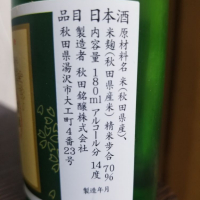 品目 日本酒
原材料名 米(秋田県産)、
米麹(秋田県産米) 精米歩合 70%
内容量 180ml アルコール分 14度
製造者 秋田銘醸株式会社
秋田県湯沢市大工町4番23号
製造年月